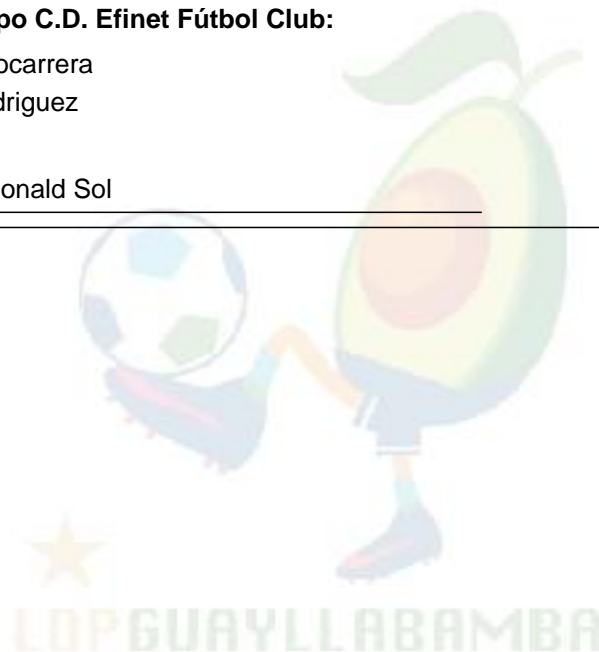 po C.D. Efinet Fútbol Club:
ocarrera
driguez
onald Sol
LDPGUAYLLABAMBA